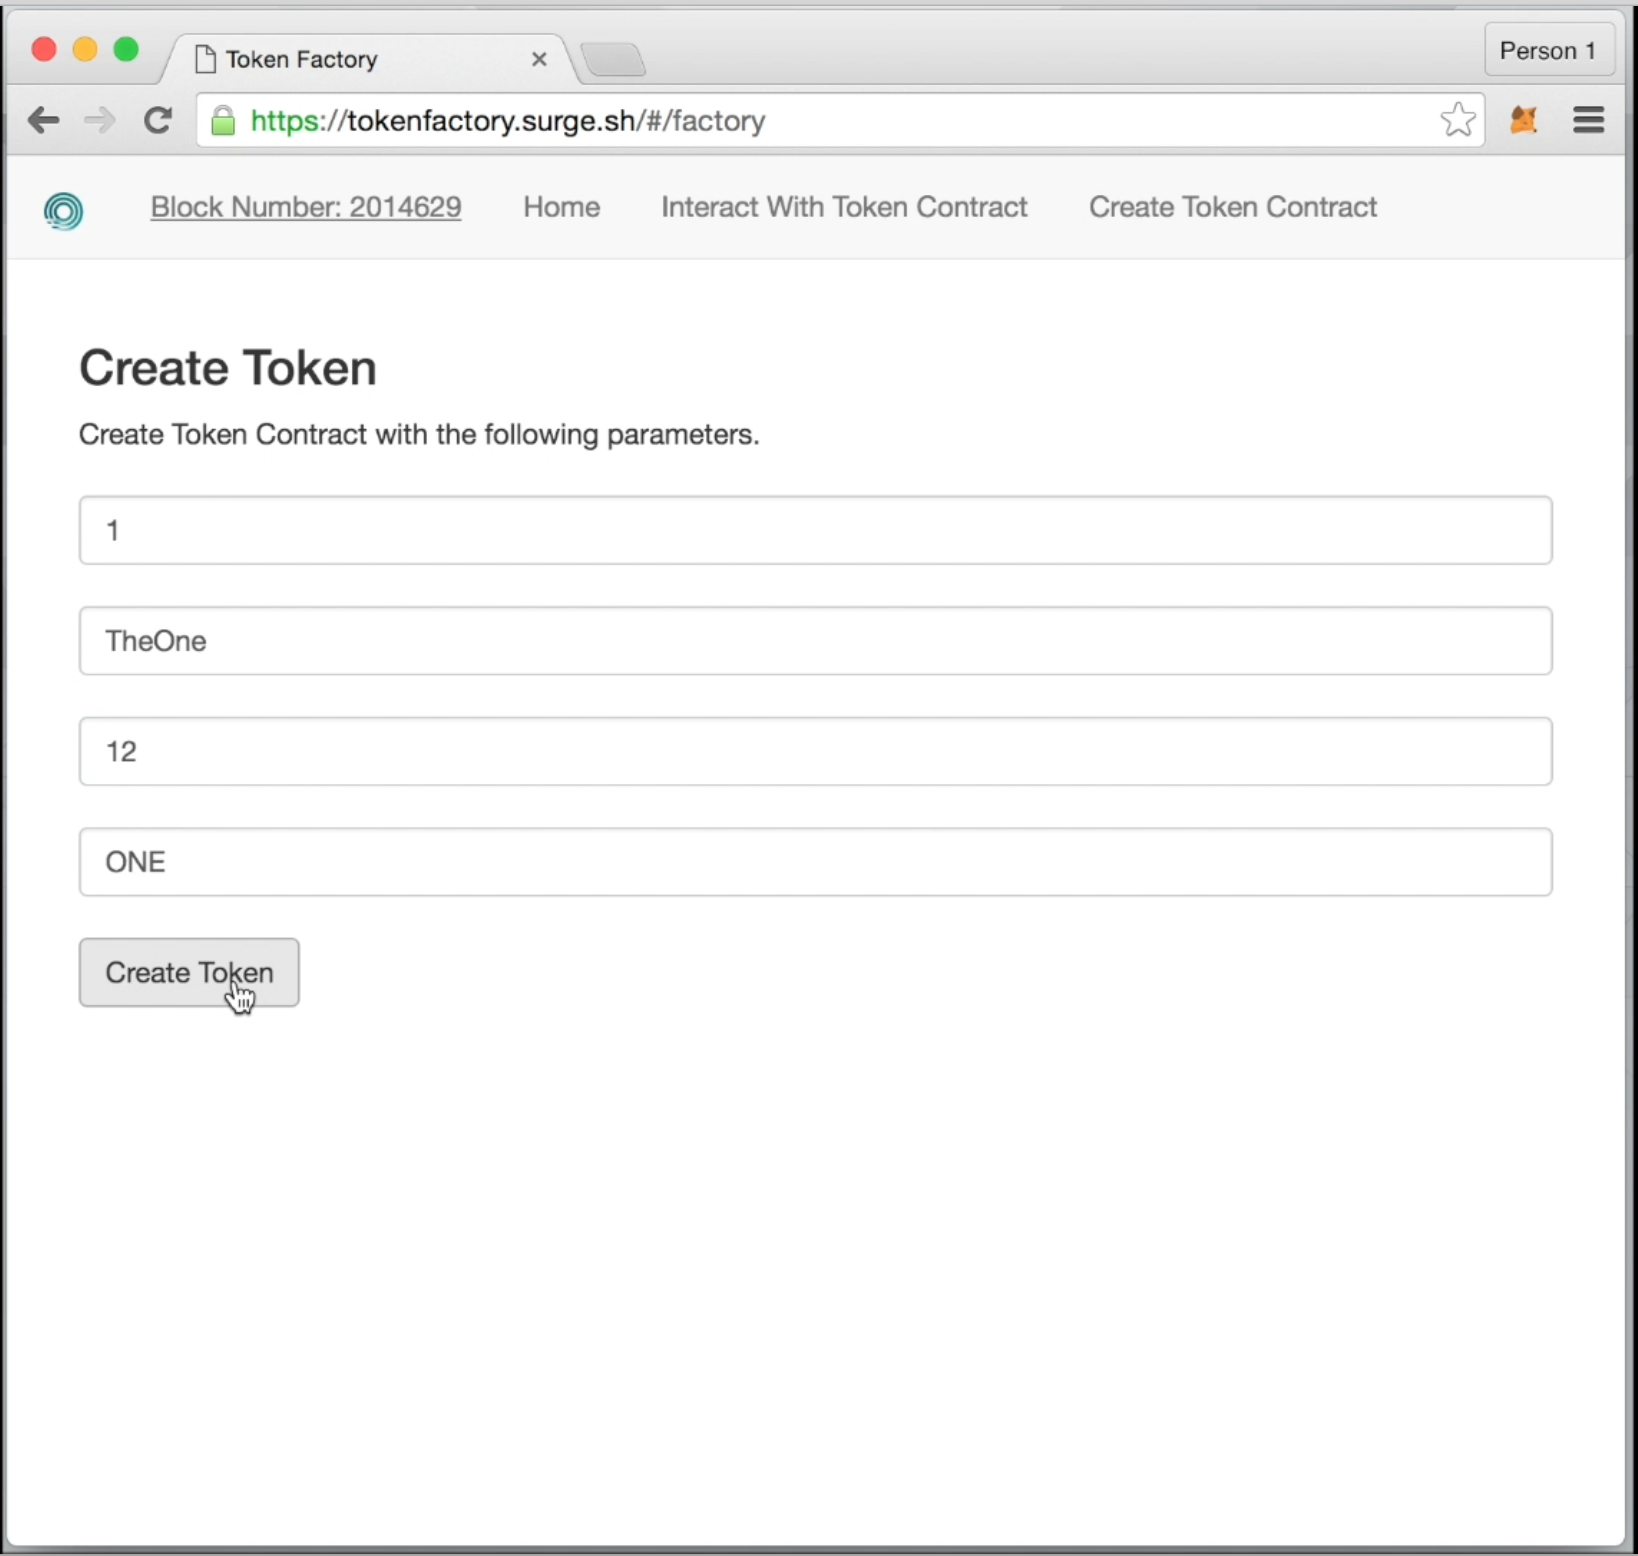 Token Factory
Person 1
https://tokenfactory.surge.sh/#/factory
Block Number: 2014629 Home Interact With Token Contract Create Token Contract
Create Token
Create Token Contract with the following parameters.
1
TheOne
12
ONE
Create Token